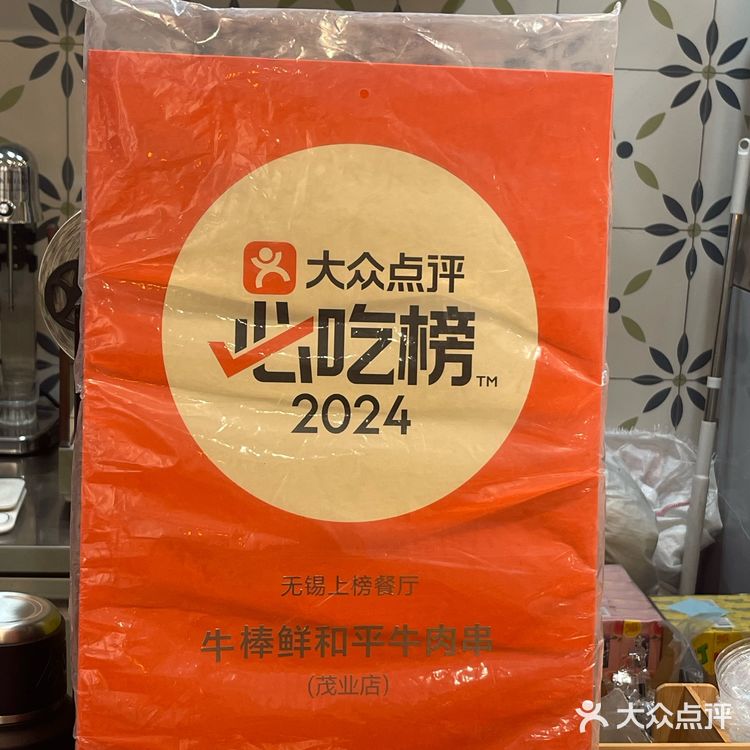 大众点评
必吃榜™
2024
无锡上榜餐厅
牛棒鲜和平牛肉串
(茂业店)
大众点评